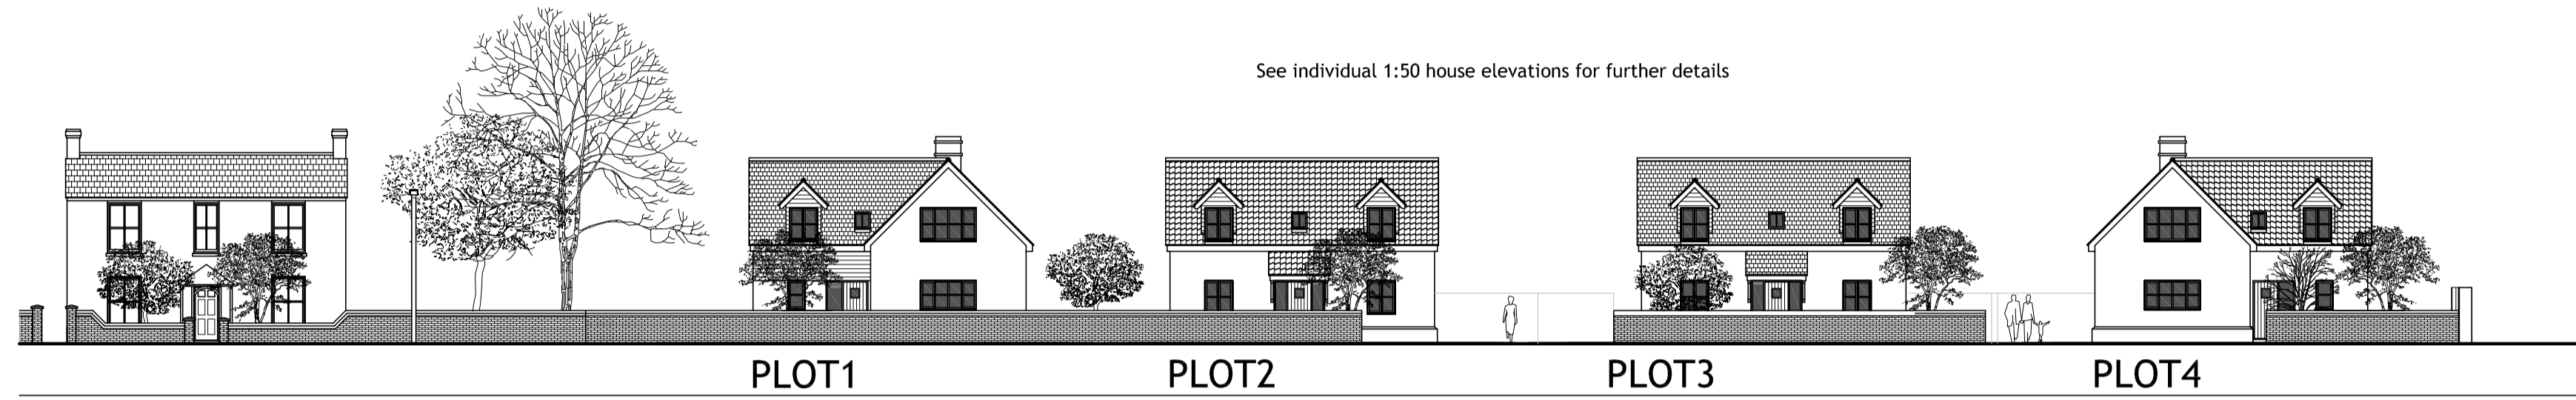 See individual 1:50 house elevations for further details
PLOT1
PLOT2
PLOT3
PLOT4